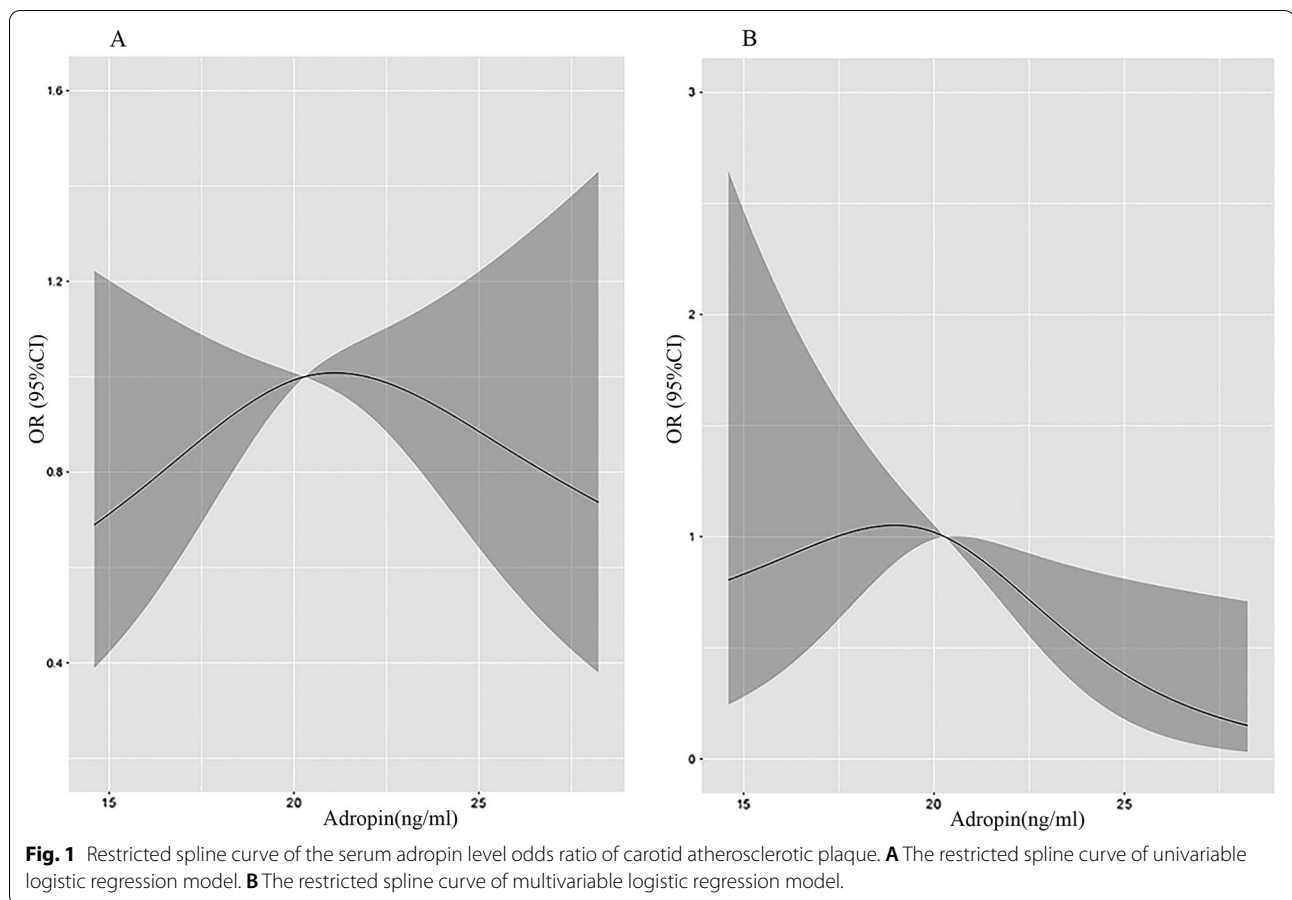 A
B
OR (95%CI)
1.6
1.2
0.8
0.4
15
20
25
Adropin(ng/ml)
OR (95%CI)
3
2
1
0
15
20
25
Adropin(ng/ml)
Fig. 1 Restricted spline curve of the serum adropin level odds ratio of carotid atherosclerotic plaque. A The restricted spline curve of univariable
logistic regression model. B The restricted spline curve of multivariable logistic regression model.